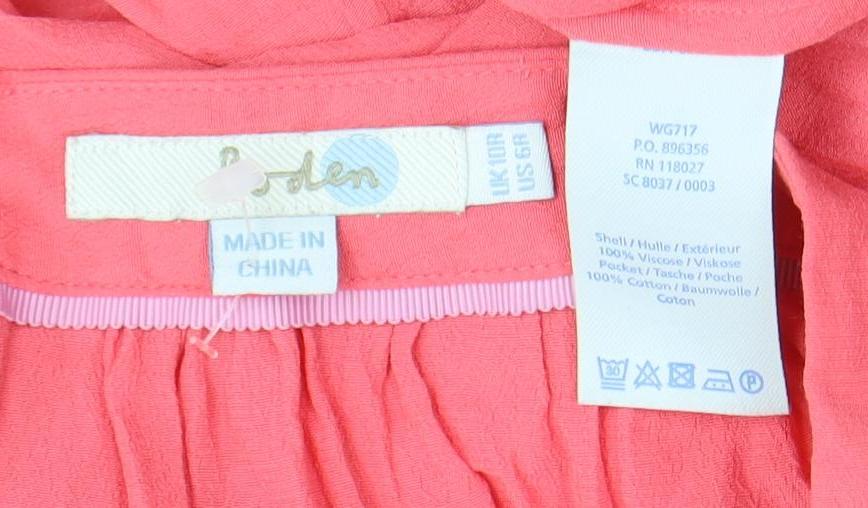 boden
UK10R
US 6R
MADE IN
CHINA
WG717
P.O. 896356
RN 118027
SC 8037 / 0003
Shell / Hulle / Extérieur
100% Viscose / Viskose
Pocket / Tasche / Poche
100% Cotton / Baumwolle /
Coton
30
P